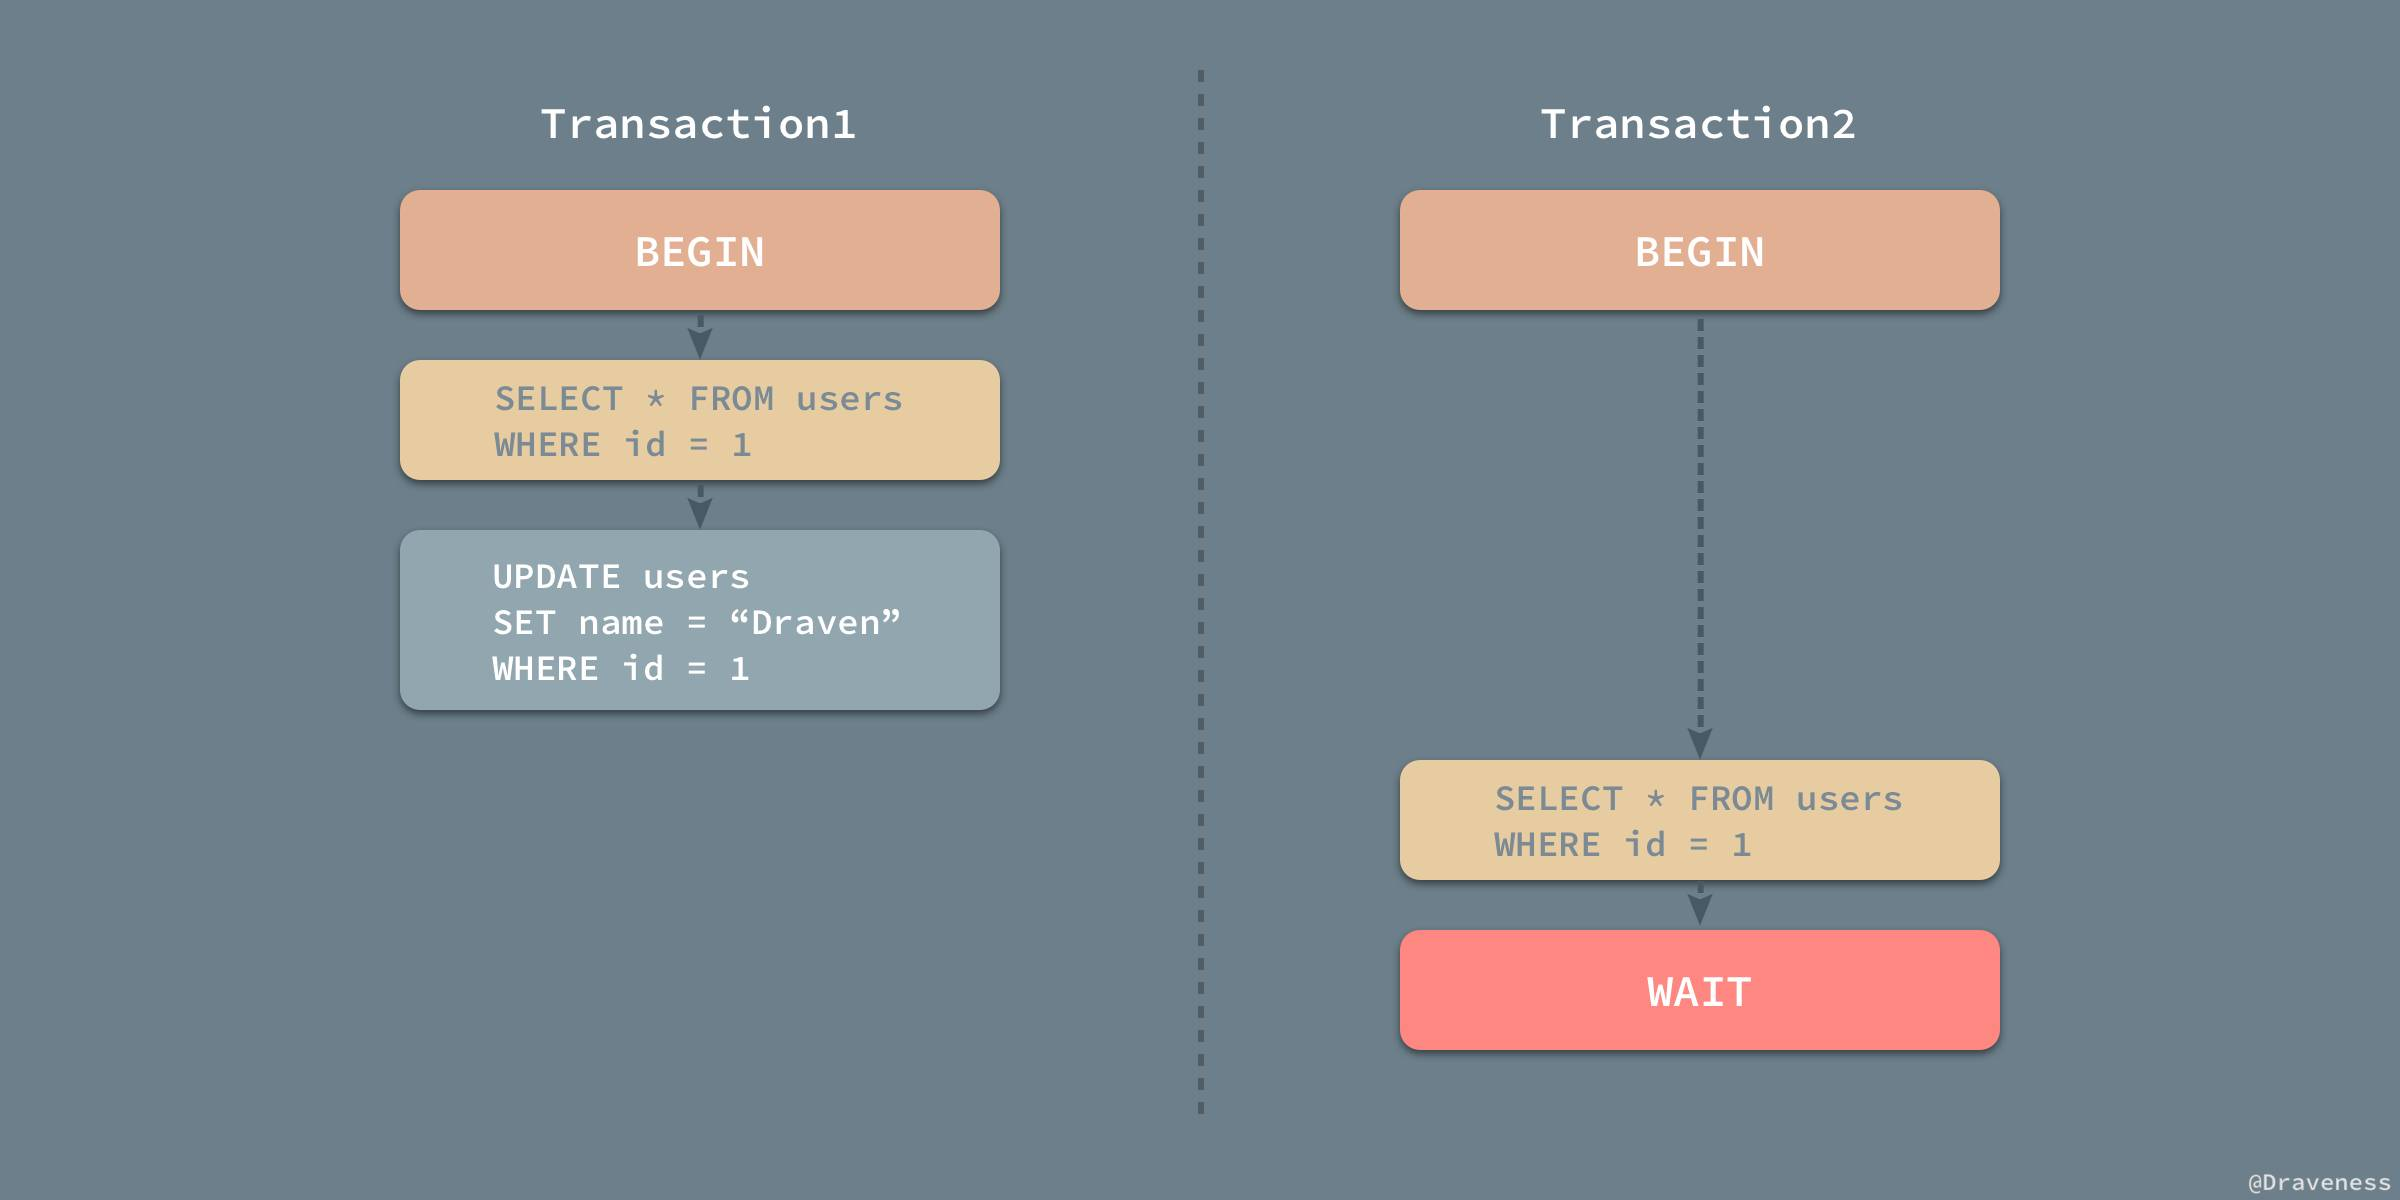 Transaction1
BEGIN
SELECT * FROM users
WHERE id = 1
UPDATE users
SET name = “Draven”
WHERE id = 1
Transaction2
BEGIN
SELECT * FROM users
WHERE id = 1
WAIT
@Draveness